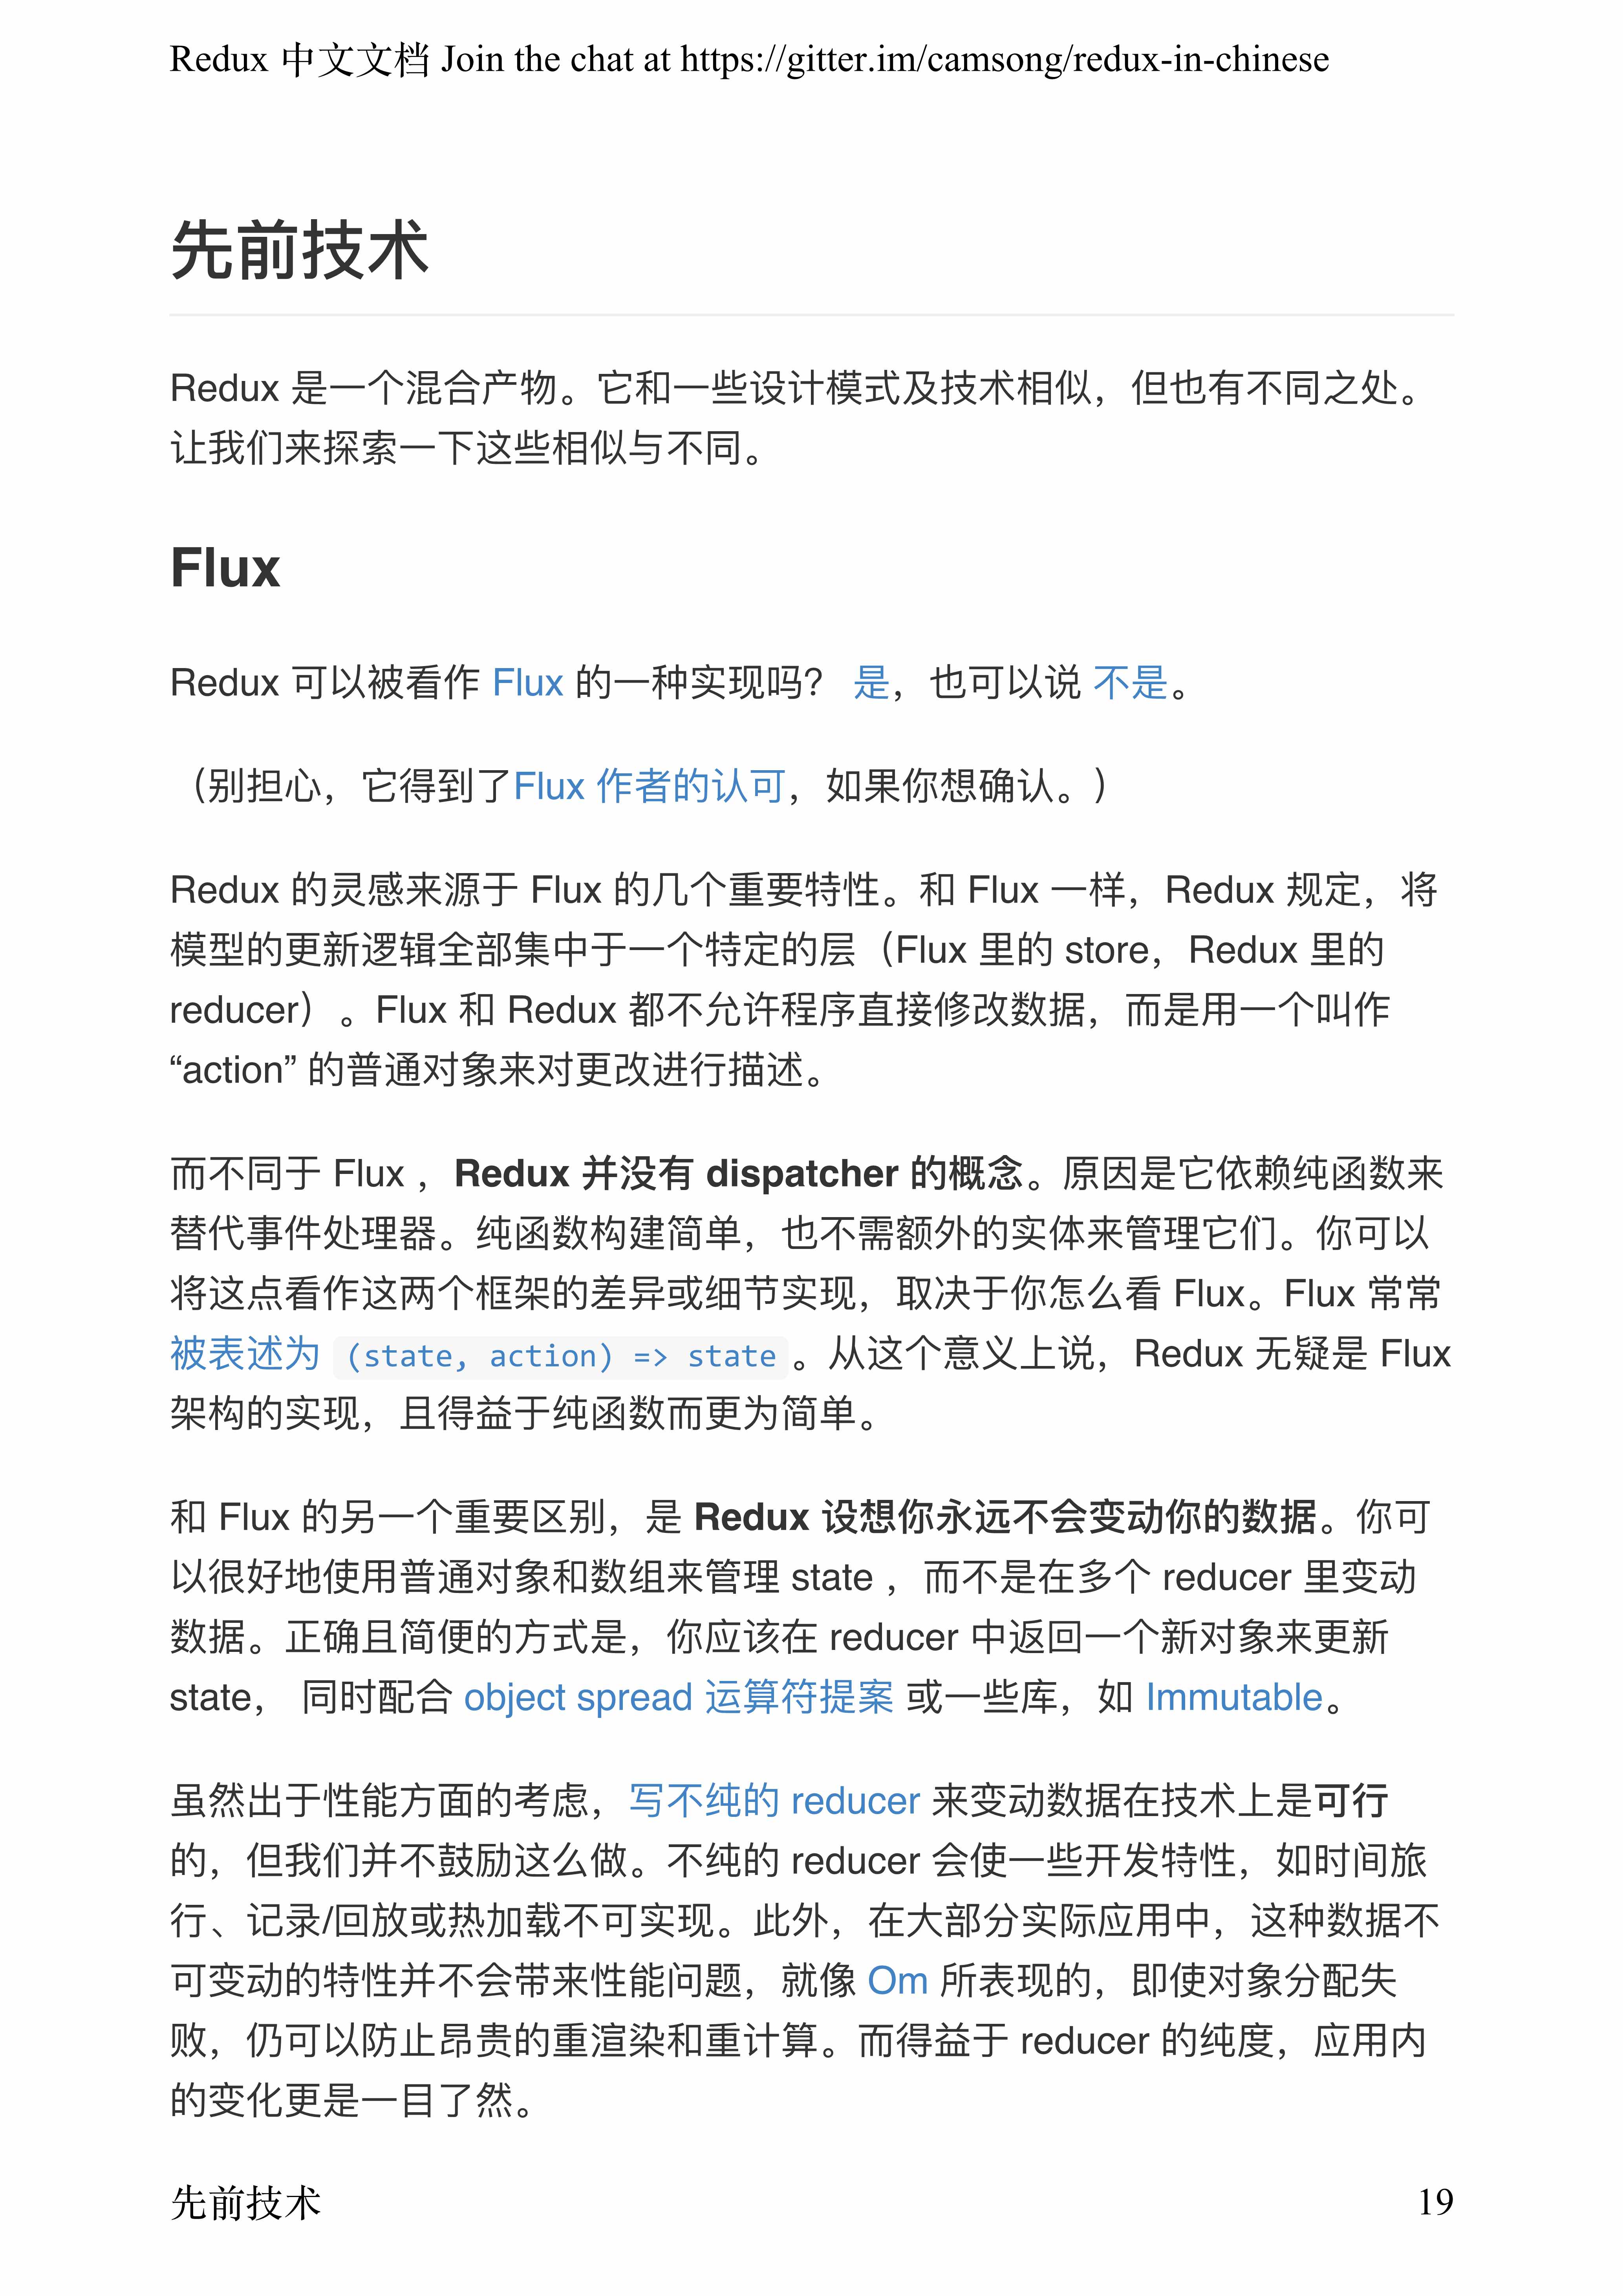 Redux 中文文档 Join the chat at https://gitter.im/camsong/redux-in-chinese
先前技术
Redux 是一个混合产物。它和一些设计模式及技术相似，但也有不同之处。
让我们来探索一下这些相似与不同。
Flux
Redux 可以被看作 Flux 的一种实现吗？ 是，也可以说 不是。
（别担心，它得到了Flux 作者的认可，如果你想确认。）
Redux 的灵感来源于 Flux 的几个重要特性。和 Flux 一样，Redux 规定，将
模型的更新逻辑全部集中于一个特定的层（Flux 里的 store，Redux 里的
reducer）。Flux 和 Redux 都不允许程序直接修改数据，而是用一个叫作
“action” 的普通对象来对更改进行描述。
而不同于 Flux ，Redux 并没有 dispatcher 的概念。原因是它依赖纯函数来
替代事件处理器。纯函数构建简单，也不需额外的实体来管理它们。你可以
将这点看作这两个框架的差异或细节实现，取决于你怎么看 Flux。Flux 常常
被表述为 (state, action) => state 。从这个意义上说，Redux 无疑是 Flux
架构的实现，且得益于纯函数而更为简单。
和 Flux 的另一个重要区别，是 Redux 设想你永远不会变动你的数据。你可
以很好地使用普通对象和数组来管理 state ，而不是在多个 reducer 里变动
数据。正确且简便的方式是，你应该在 reducer 中返回一个新对象来更新
state， 同时配合 object spread 运算符提案 或一些库，如 Immutable。
虽然出于性能方面的考虑，写不纯的 reducer 来变动数据在技术上是可行
的，但我们并不鼓励这么做。不纯的 reducer 会使一些开发特性，如时间旅
行、记录/回放或热加载不可实现。此外，在大部分实际应用中，这种数据不
可变动的特性并不会带来性能问题，就像 Om 所表现的，即使对象分配失
败，仍可以防止昂贵的重渲染和重计算。而得益于 reducer 的纯度，应用内
的变化更是一目了然。
先前技术 19